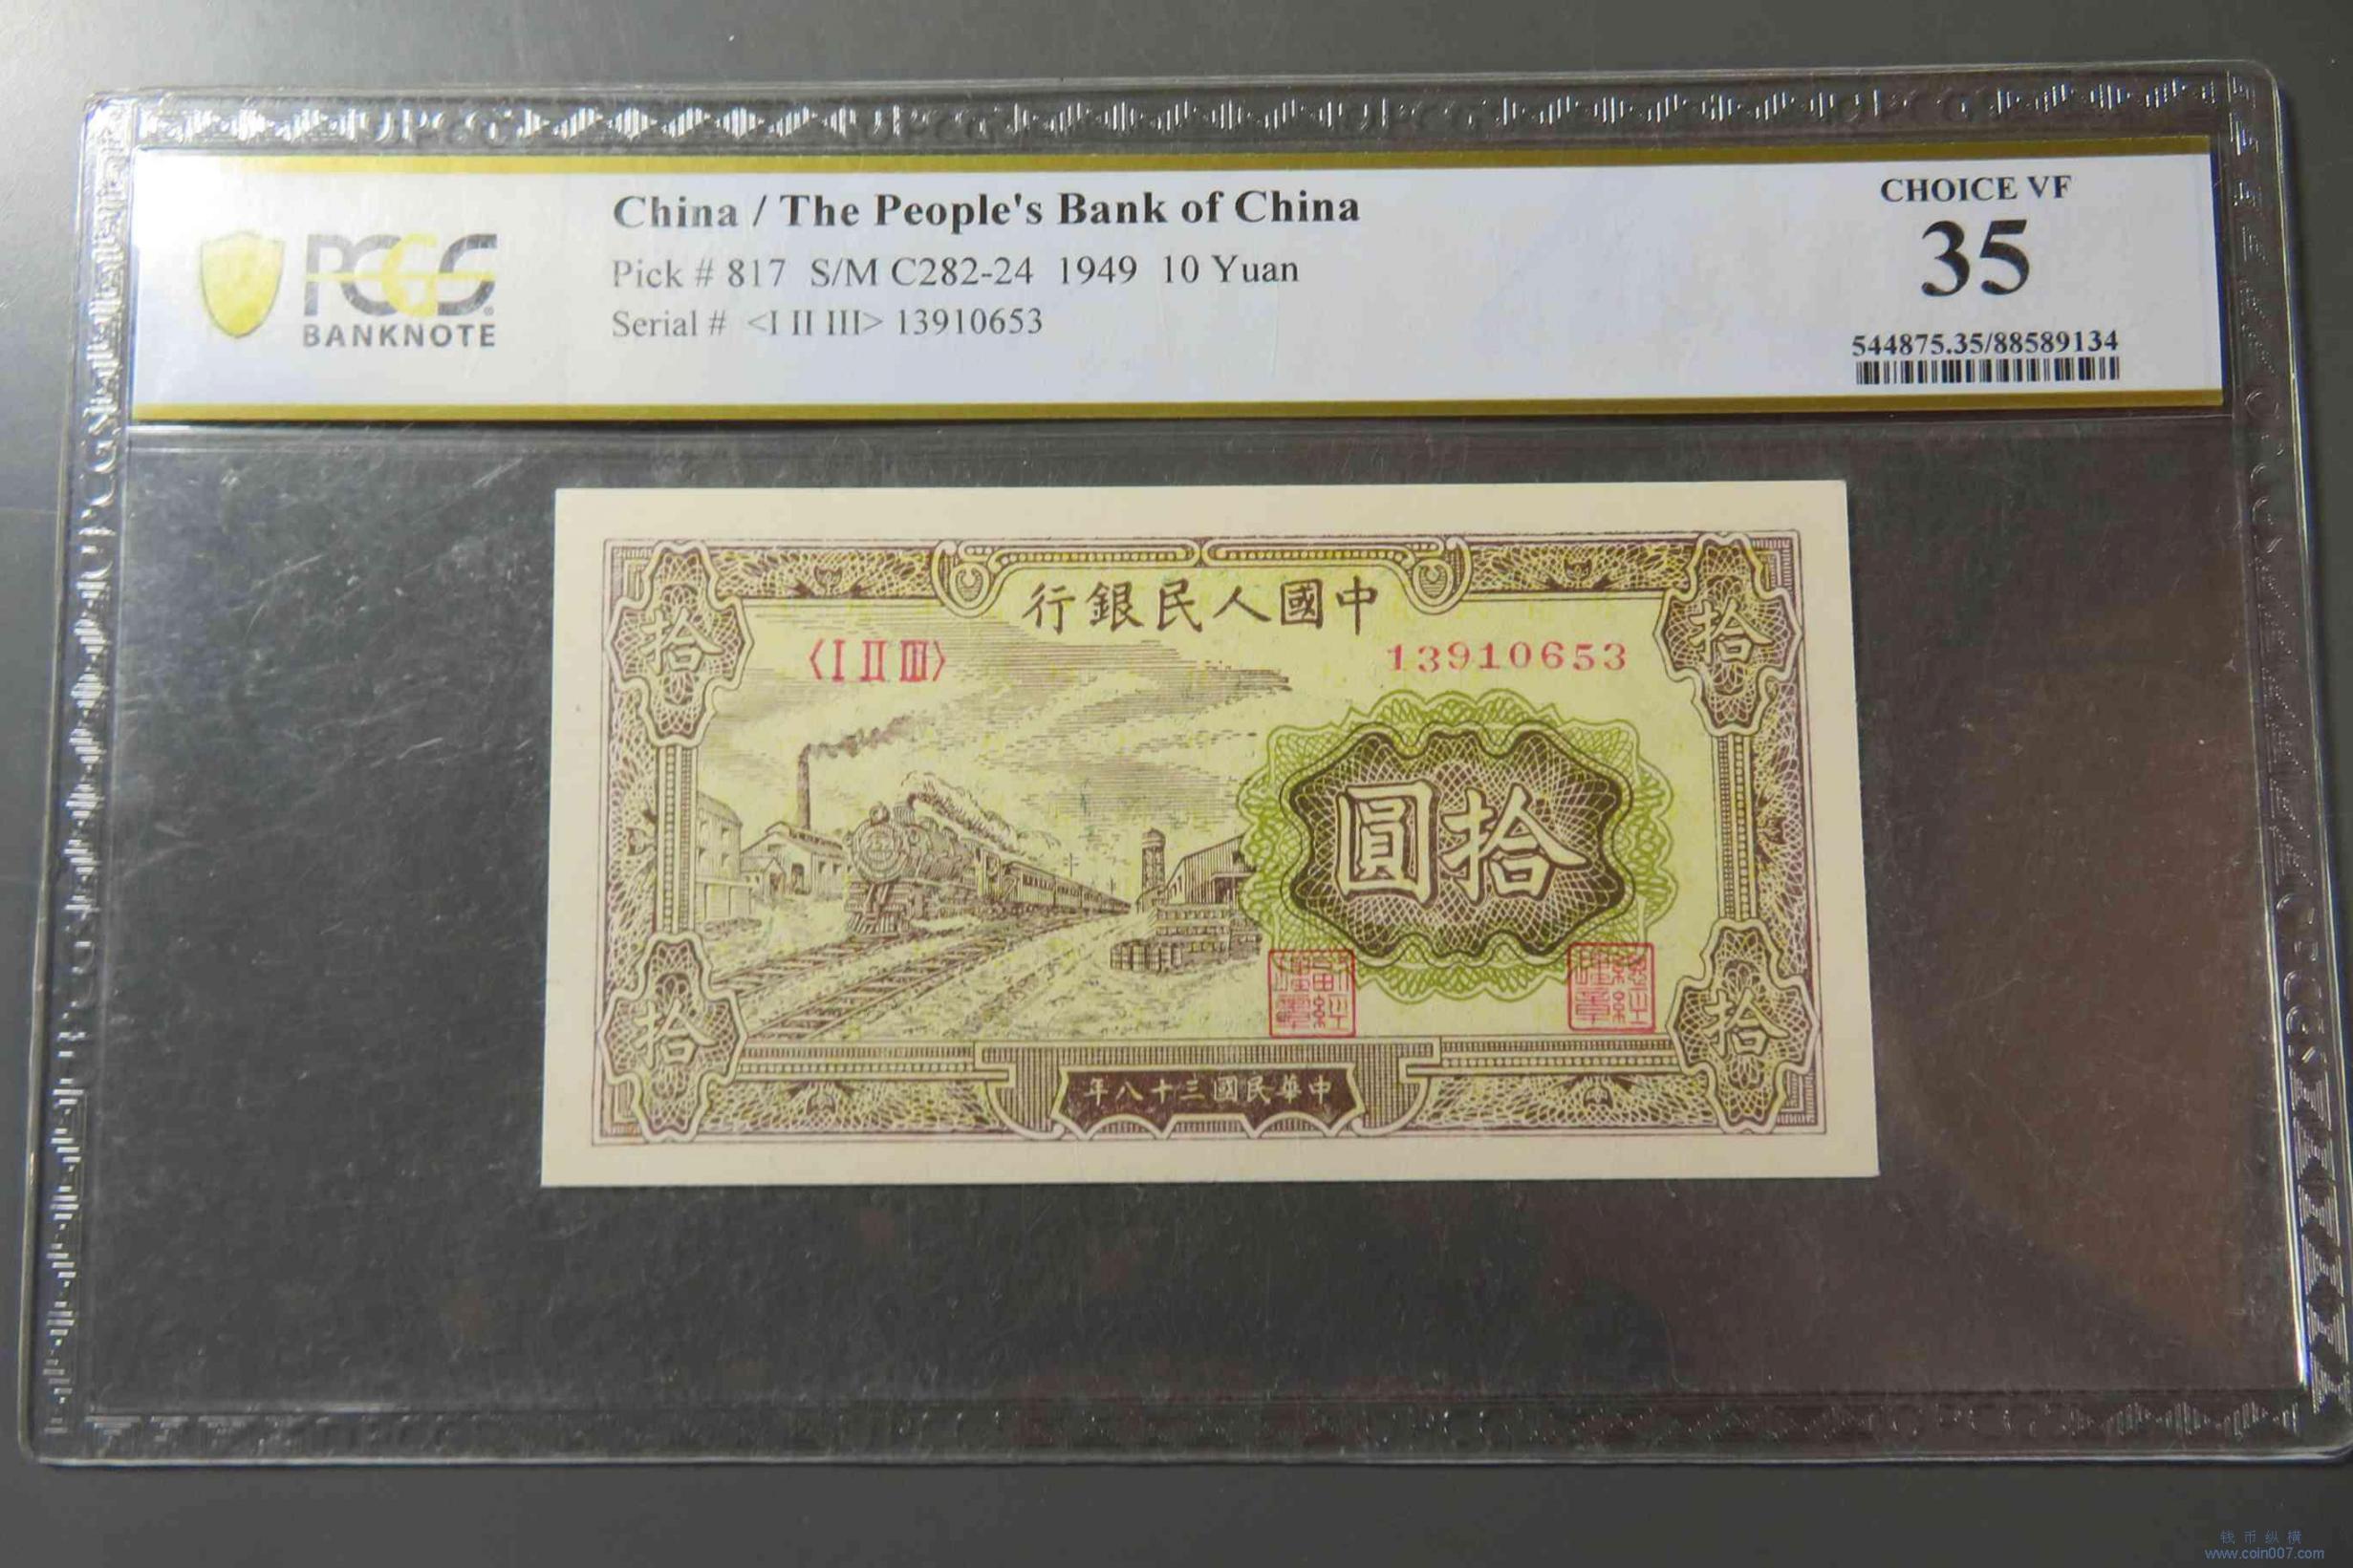 China / The People's Bank of China
Pick # 817 S/M C282-24 1949 10 Yuan
Serial # <I II III> 13910653
PCGS
BANKNOTE
CHOICE VF
35
544875.35/88589134
行銀民人國中
〈I II III〉
13910653
拾
拾
圓拾
拾
拾
年八十三國民華中
钱币纵横
www.coin007.com